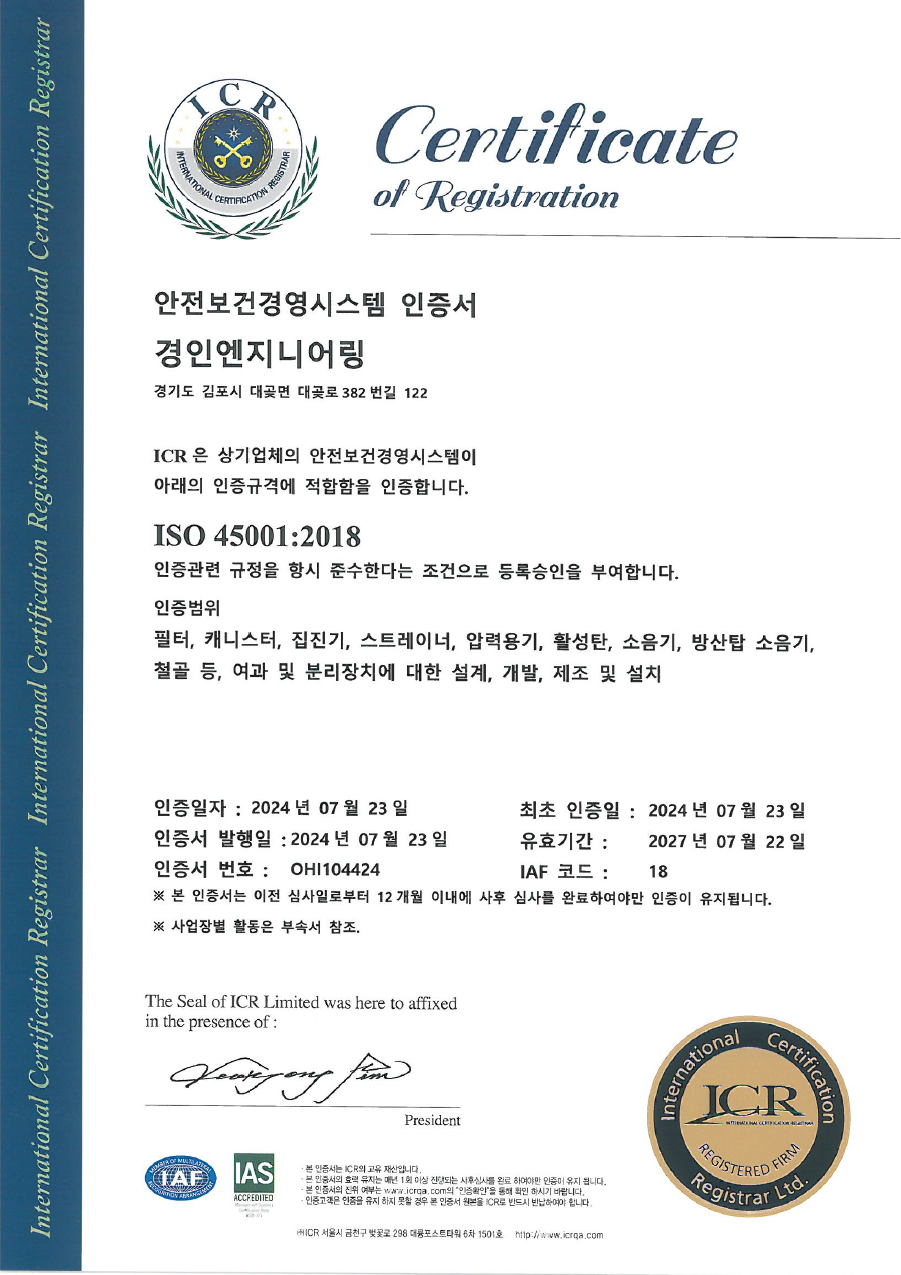 International Certification Registrar International Certification Registrar International Certification Registrar
ICR
INTERNATIONAL CERTIFICATION REGISTRAR
Certificate
of Registration
안전보건경영시스템 인증서
경인엔지니어링
경기도 김포시 대곶면 대곶로 382 번길 122
ICR 은 상기업체의 안전보건경영시스템이
아래의 인증규격에 적합함을 인증합니다.
ISO 45001:2018
인증관련 규정을 항시 준수한다는 조건으로 등록승인을 부여합니다.
인증범위
필터, 캐니스터, 집진기, 스트레이너, 압력용기, 활성탄, 소음기, 방산탑 소음기,
철골 등, 여과 및 분리장치에 대한 설계, 개발, 제조 및 설치
인증일자 : 2024 년 07 월 23 일 최초 인증일 : 2024 년 07 월 23 일
인증서 발행일 : 2024 년 07 월 23 일 유효기간 : 2027 년 07 월 22 일
인증서 번호 : OHI104424 IAF 코드 : 18
※ 본 인증서는 이전 심사일로부터 12 개월 이내에 사후 심사를 완료하여야만 인증이 유지됩니다.
※ 사업장별 활동은 부속서 참조.
The Seal of ICR Limited was here to affixed
in the presence of :
President
International Certification
ICR
INTERNATIONAL CERTIFICATION REGISTRAR
REGISTERED FIRM
Registrar Ltd.
MEMBER OF MULTILATERAL
IAF
RECOGNITION ARRANGEMENT
IAS
ACCREDITED
· 본 인증서는 ICR의 고유 재산입니다.
· 본 인증서의 효력 유지는 매년 1회 이상 진행되는 사후심사를 완료 하여야만 인증이 유지 됩니다.
· 본 인증서의 진위 여부는 www.icrqa.com의 "인증확인"을 통해 확인 하시기 바랍니다.
· 인증고객은 인증을 유지 하지 못할 경우 본 인증서 원본을 ICR로 반드시 반납하여야 합니다.
㈜ICR 서울시 금천구 벚꽃로 298 대륭포스트타워 6차 1501호 http://www.icrqa.com